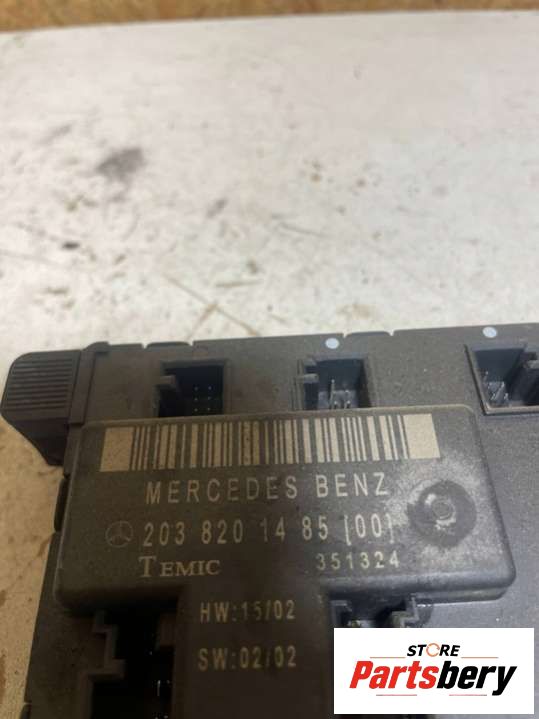 MERCEDES BENZ
203 820 14 85 [00]
TEMIC 351324
HW:15/02
SW:02/02
STORE
Partsbery